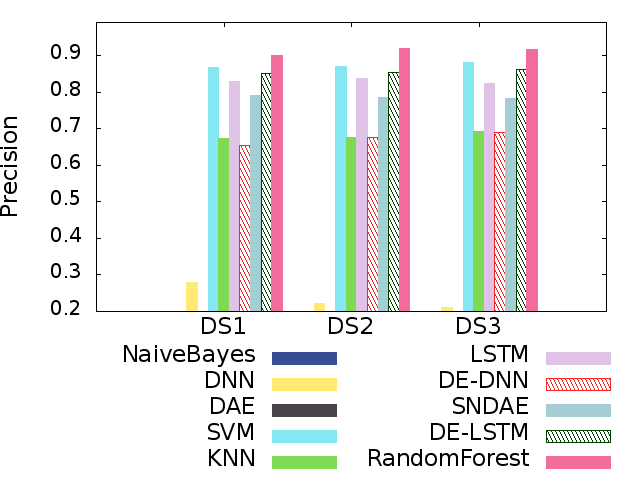 Precision
0.9
0.8
0.7
0.6
0.5
0.4
0.3
0.2
DS1 DS2 DS3
NaiveBayes LSTM
DNN DE-DNN
DAE SNDAE
SVM DE-LSTM
KNN RandomForest